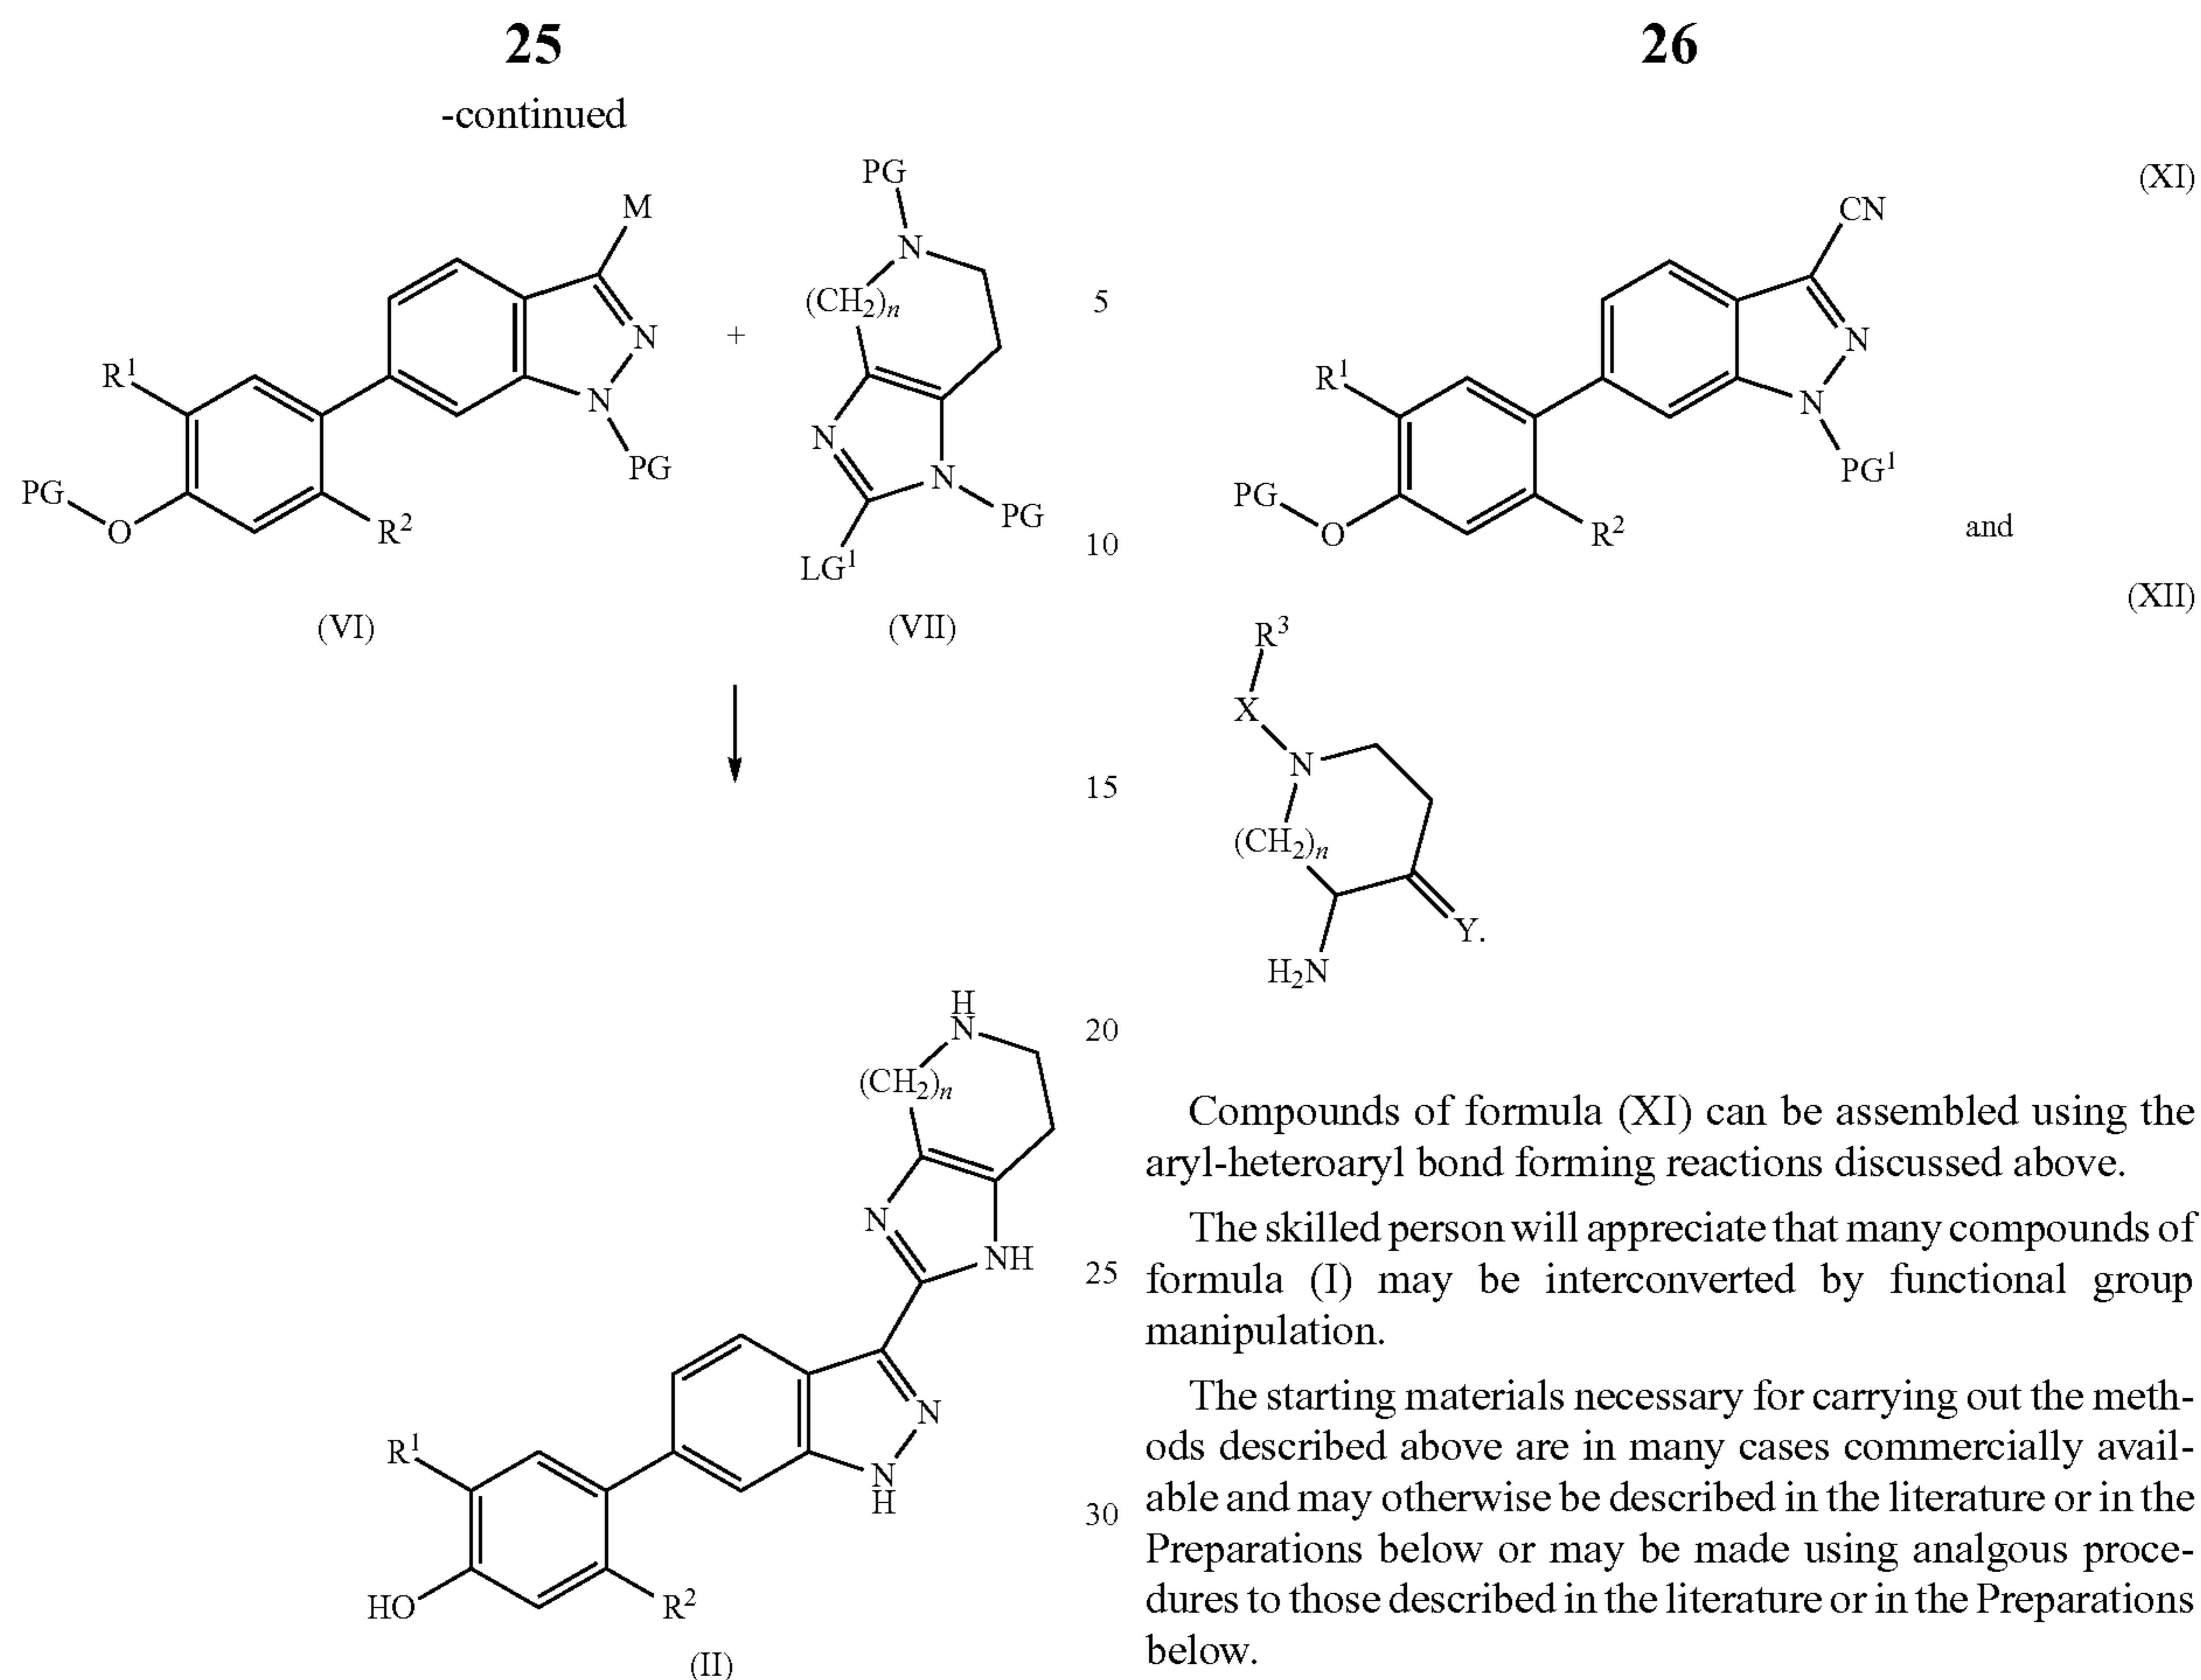 25
-continued
PG
M
N
(CH2)n
N
+
R1
N
N
PG
N
PG
PG
O
R2
LG1
(VI)
(VII)
H
N
(CH2)n
N
NH
N
R1
N
H
HO
R2
(II)
5
10
15
20
25
30
26
(XI)
CN
N
R1
N
PG1
PG
O
R2
and
(XII)
R3
X
N
(CH2)n
Y.
H2N
Compounds of formula (XI) can be assembled using the
aryl-heteroaryl bond forming reactions discussed above.
The skilled person will appreciate that many compounds of
formula (I) may be interconverted by functional group
manipulation.
The starting materials necessary for carrying out the meth-
ods described above are in many cases commercially avail-
able and may otherwise be described in the literature or in the
Preparations below or may be made using analgous proce-
dures to those described in the literature or in the Preparations
below.